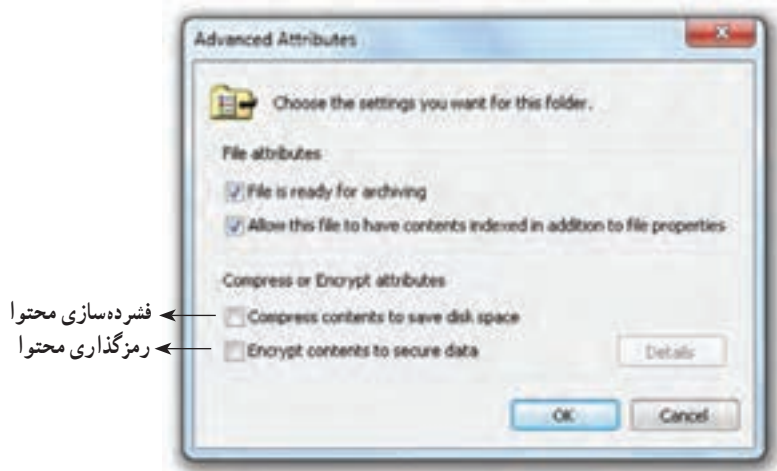 Advanced Attributes
Choose the settings you want for this folder.
File attributes
File is ready for archiving
Allow this file to have contents indexed in addition to file properties
Compress or Encrypt attributes
فشرده‌سازی محتوا
Compress contents to save disk space
رمزگذاری محتوا
Encrypt contents to secure data
Details
OK
Cancel